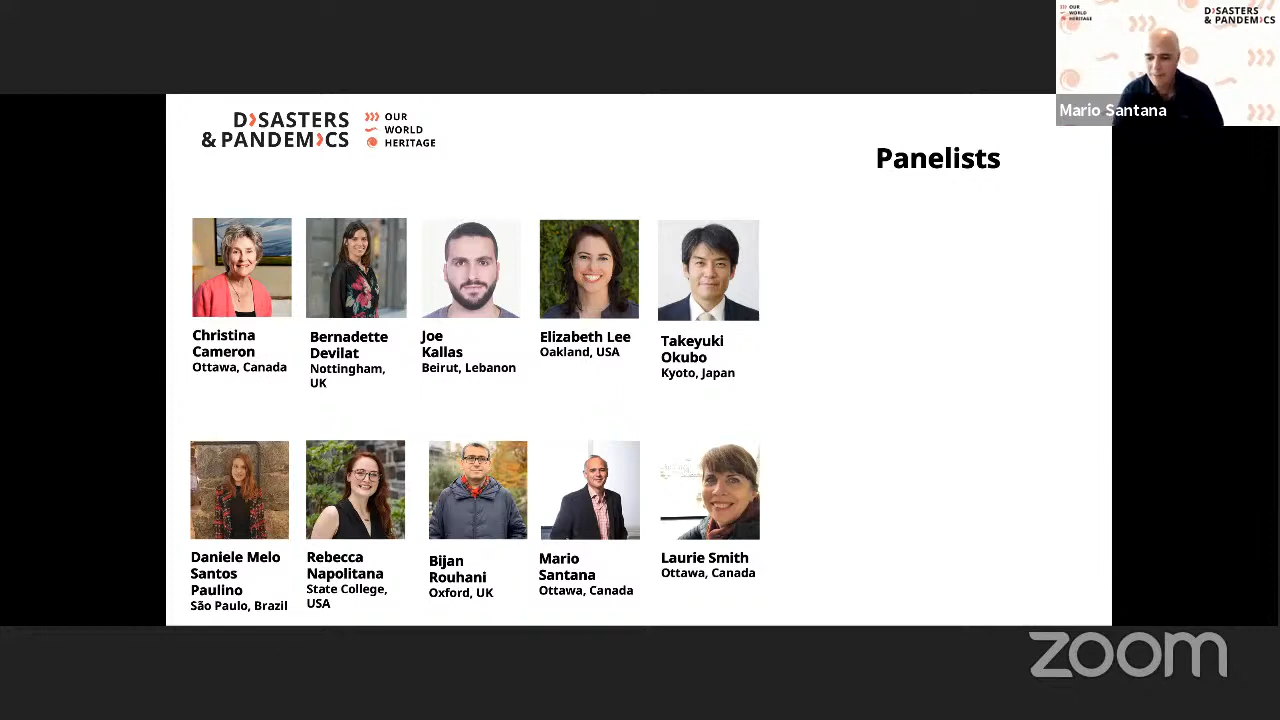 OUR
WORLD
HERITAGE
D›SASTERS
& PANDEM›CS
Mario Santana
D›SASTERS
& PANDEM›CS
OUR
WORLD
HERITAGE
Panelists
Christina
Cameron
Ottawa, Canada
Bernadette
Devilat
Nottingham,
UK
Joe
Kallas
Beirut, Lebanon
Elizabeth Lee
Oakland, USA
Takeyuki
Okubo
Kyoto, Japan
Daniele Melo
Santos
Paulino
São Paulo, Brazil
Rebecca
Napolitana
State College,
USA
Bijan
Rouhani
Oxford, UK
Mario
Santana
Ottawa, Canada
Laurie Smith
Ottawa, Canada
zoom